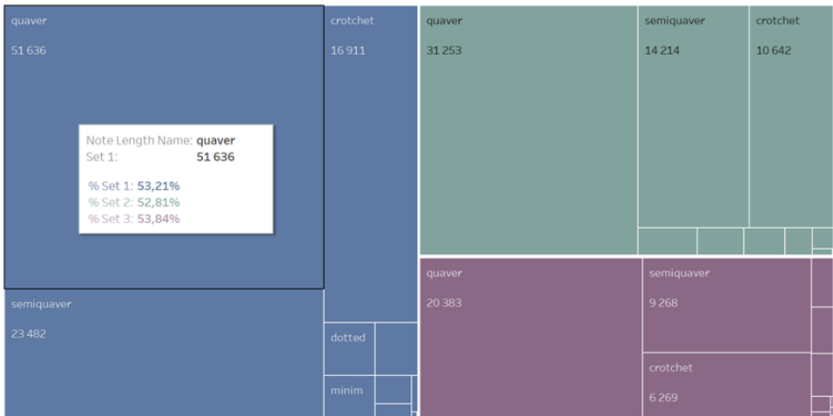 quaver
51 636
crotchet
16 911
Note Length Name: quaver
Set 1: 51 636
% Set 1: 53,21%
% Set 2: 52,81%
% Set 3: 53,84%
semiquaver
23 482
dotted
minim
quaver
31 253
semiquaver
14 214
crotchet
10 642
quaver
20 383
semiquaver
9 268
crotchet
6 269